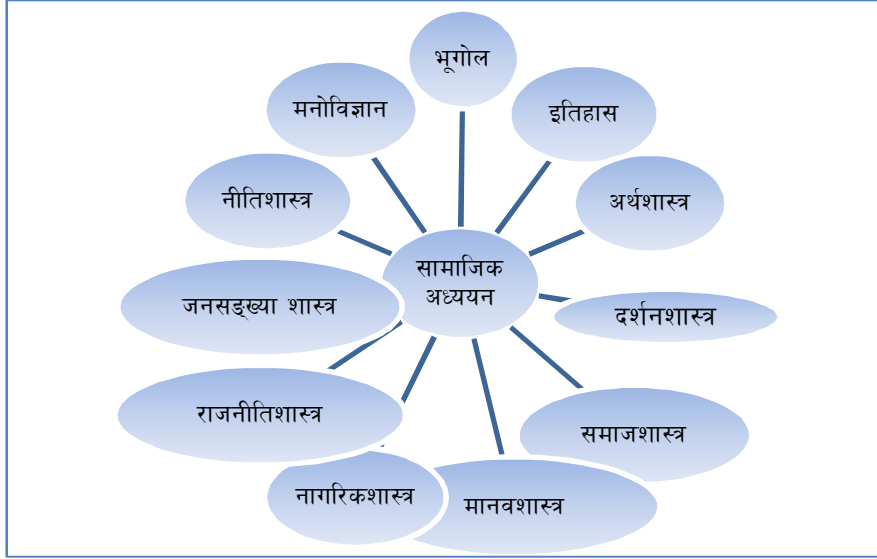 भूगोल
मनोविज्ञान
इतिहास
नीतिशास्त्र
अर्थशास्त्र
सामाजिक
अध्ययन
जनसङ्ख्या शास्त्र
दर्शनशास्त्र
राजनीतिशास्त्र
समाजशास्त्र
नागरिकशास्त्र
मानवशास्त्र